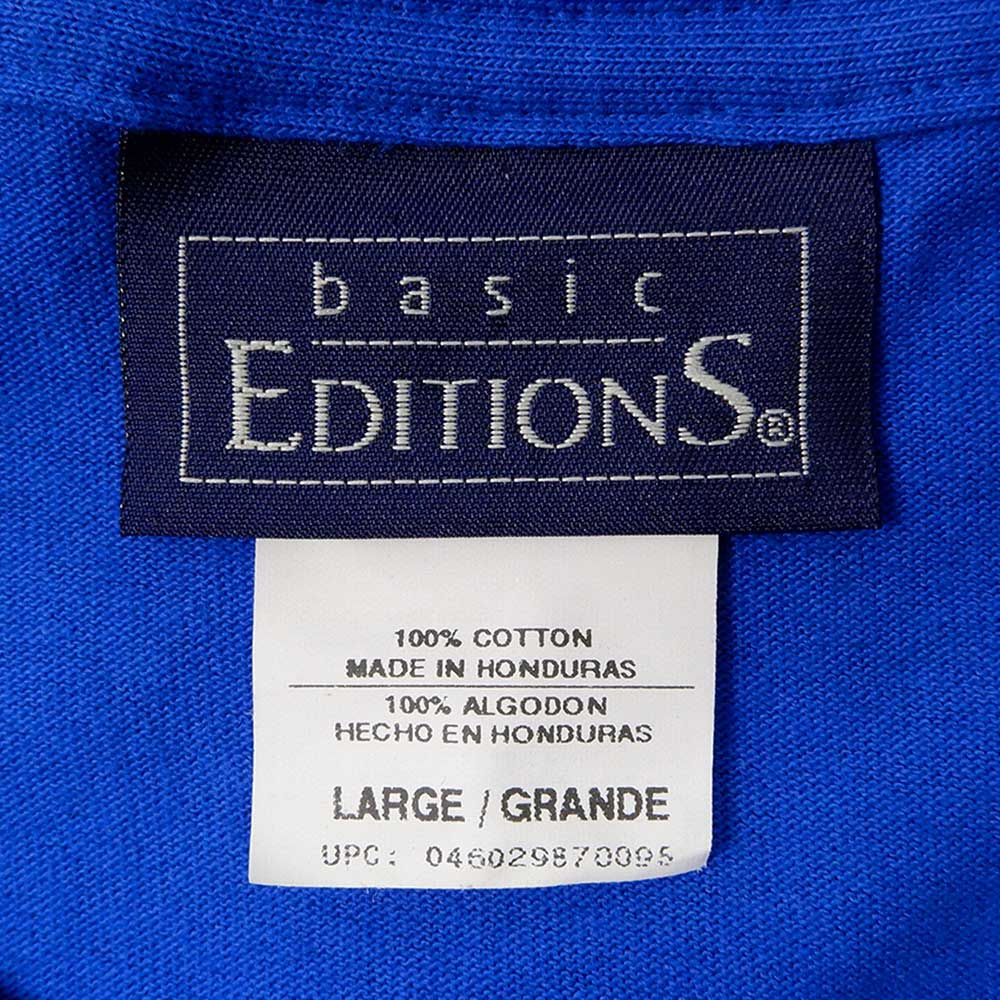 basic
EDITIONS®
100% COTTON
MADE IN HONDURAS
100% ALGODON
HECHO EN HONDURAS
LARGE / GRANDE
UPC: 046029870095